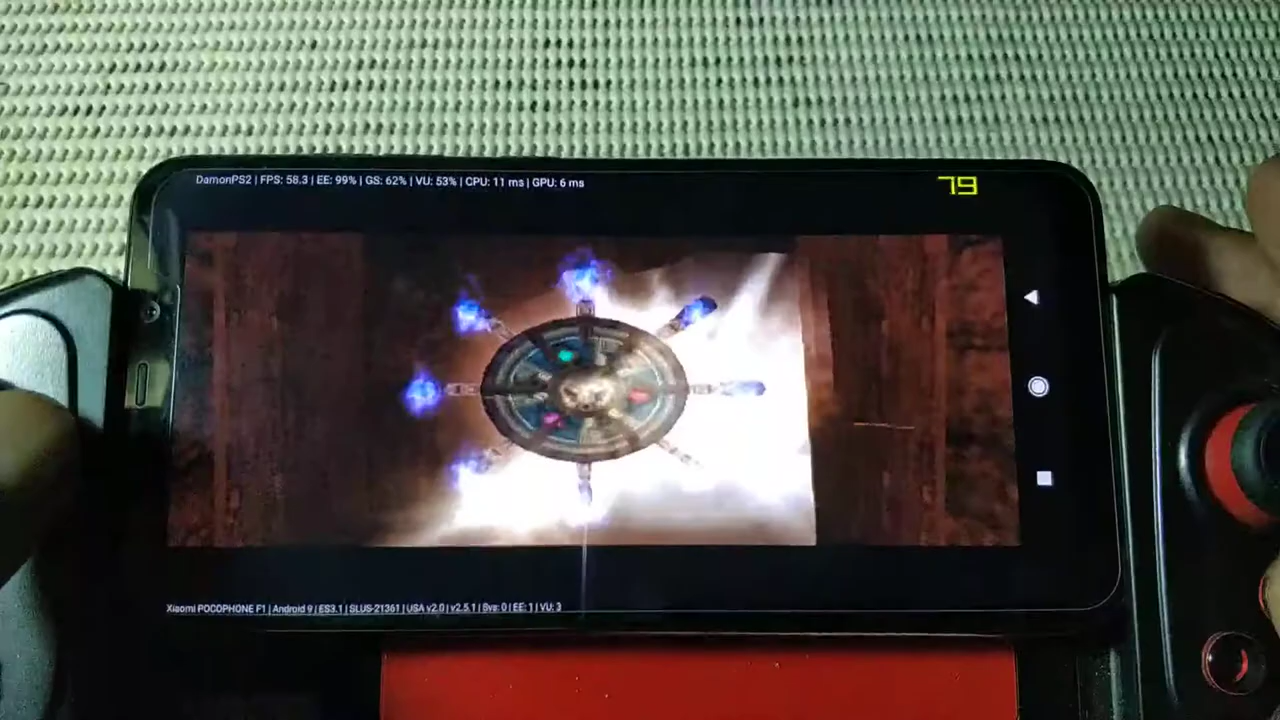 DamonPS2 | FPS: 58.3 | EE: 99% | GS: 62% | VU: 53% | CPU: 11 ms | GPU: 6 ms
79
Xiaomi POCOPHONE F1 | Android 9 | ES3.1 | SLUS-21361 | USA v2.0 | v2.5.1 | Sys: 0 | EE: 1 | VU: 3